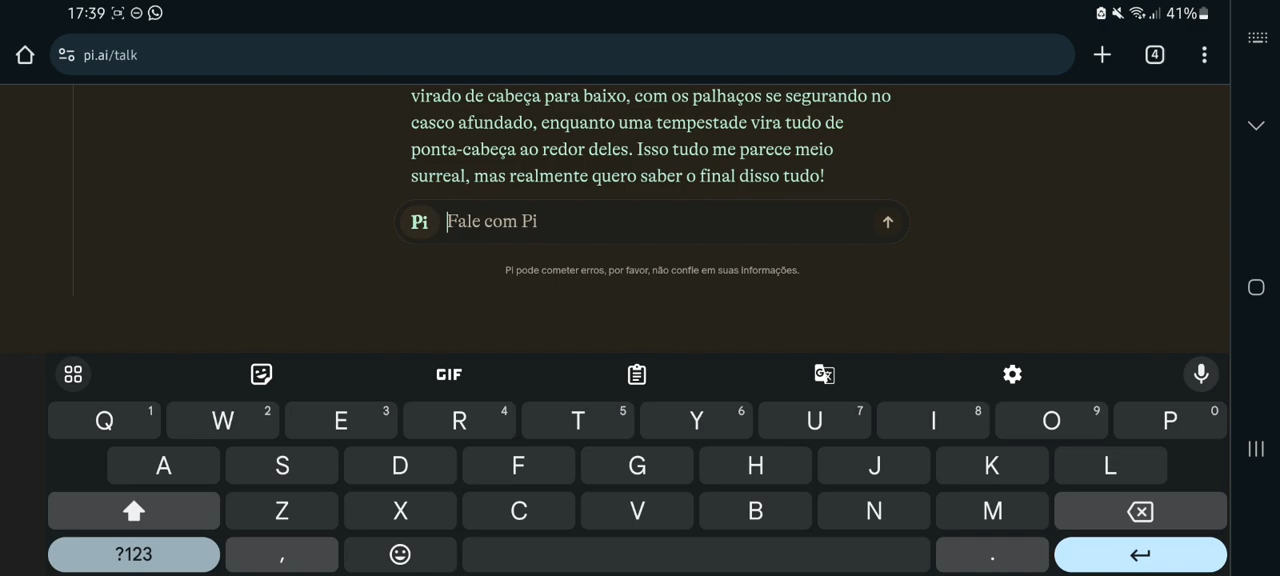 17:39
41%
pi.ai/talk
4
virado de cabeça para baixo, com os palhaços se segurando no
casco afundado, enquanto uma tempestade vira tudo de
ponta-cabeça ao redor deles. Isso tudo me parece meio
surreal, mas realmente quero saber o final disso tudo!
Pi Fale com Pi
Pi pode cometer erros, por favor, não confie em suas informações.
GIF
Q 1 W 2 E 3 R 4 T 5 Y 6 U 7 I 8 O 9 P 0
A S D F G H J K L
Z X C V B N M
?123 , .